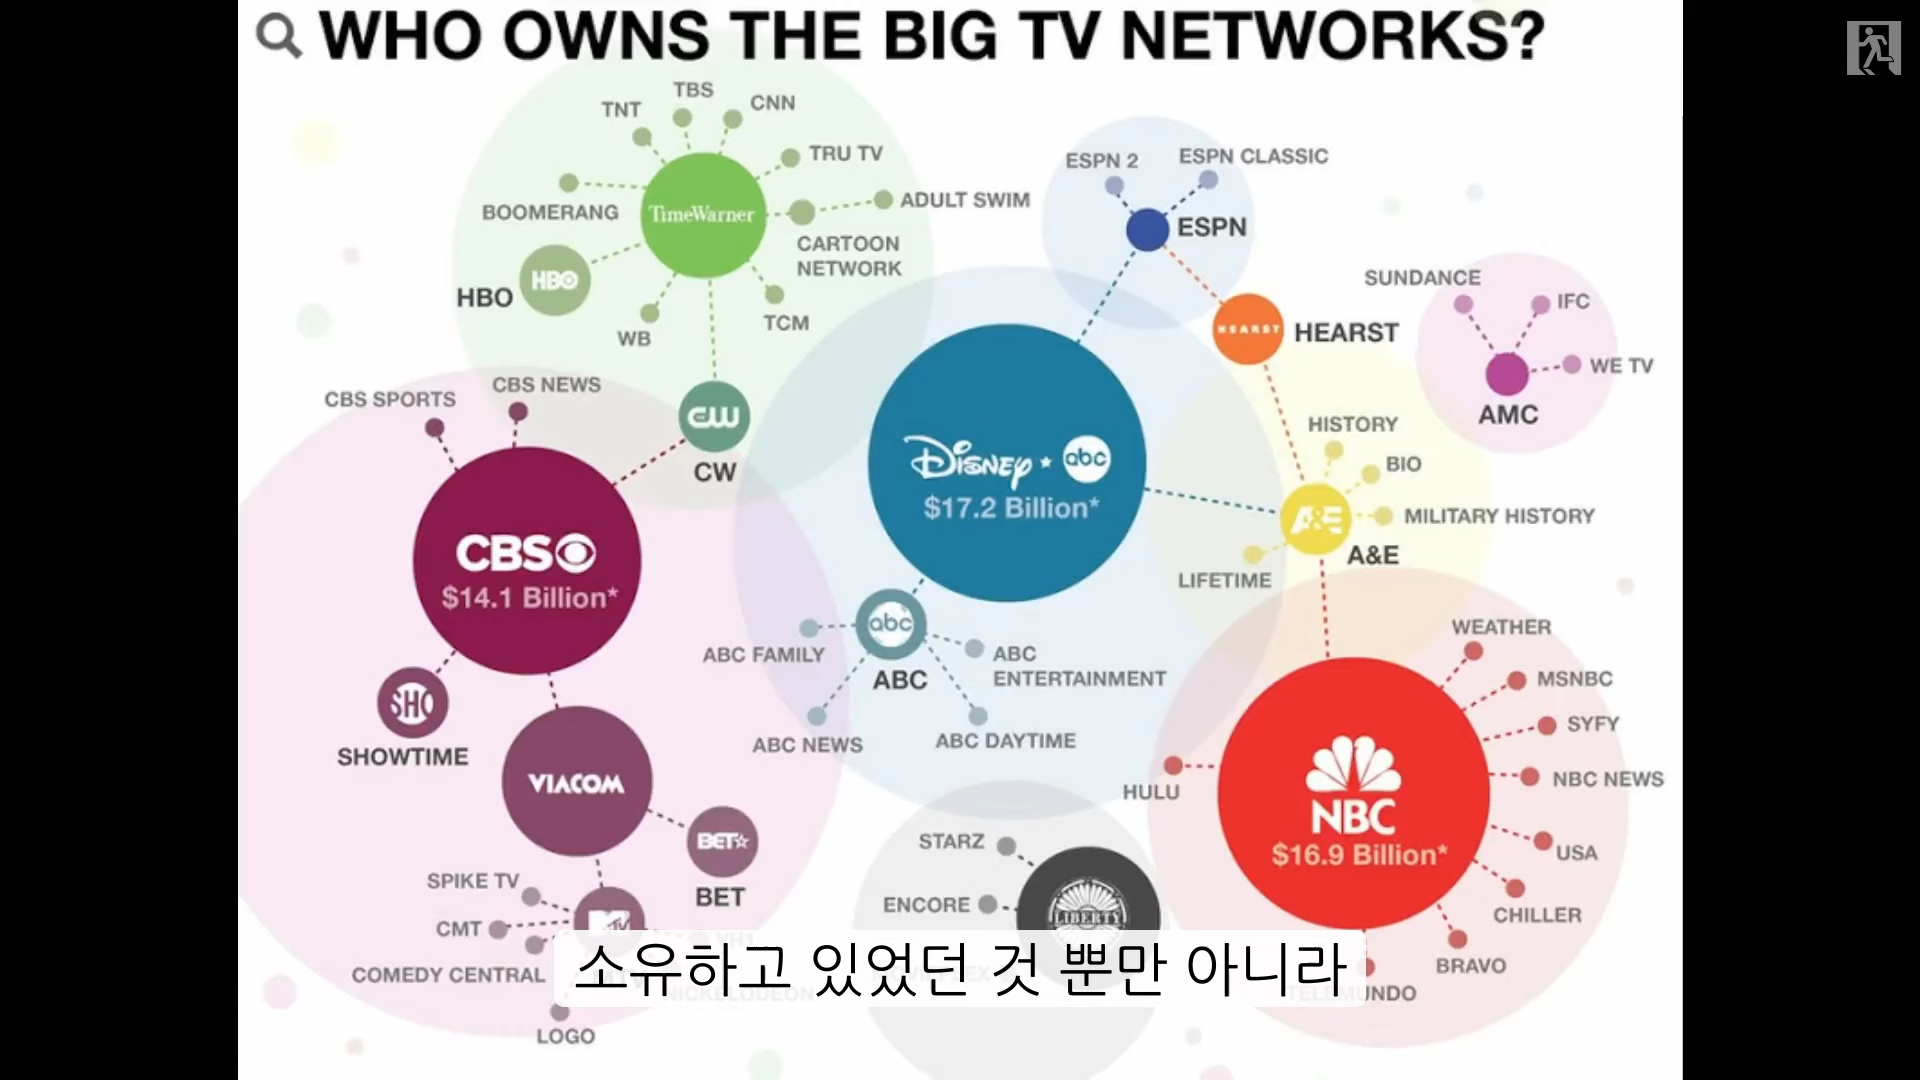 WHO OWNS THE BIG TV NETWORKS?
TNT
TBS
CNN
TRU TV
ADULT SWIM
CARTOON
NETWORK
TCM
WB
BOOMERANG
TimeWarner
HBO
HBO
CW
CW
ESPN 2
ESPN CLASSIC
ESPN
HEARST
HEARST
SUNDANCE
IFC
WE TV
AMC
CBS SPORTS
CBS NEWS
CBS
$14.1 Billion*
SHO
SHOWTIME
VIACOM
BET
BET
SPIKE TV
CMT
COMEDY CENTRAL
LOGO
MTV
VH1
NICKELODEON
DISNEY abc
$17.2 Billion*
abc
ABC
ABC FAMILY
ABC NEWS
ABC
ENTERTAINMENT
ABC DAYTIME
HISTORY
BIO
MILITARY HISTORY
LIFETIME
A&E
A&E
WEATHER
MSNBC
SYFY
NBC NEWS
USA
CHILLER
BRAVO
TELEMUNDO
HULU
NBC
$16.9 Billion*
STARZ
ENCORE
LIBERTY
소유하고 있었던 것 뿐만 아니라